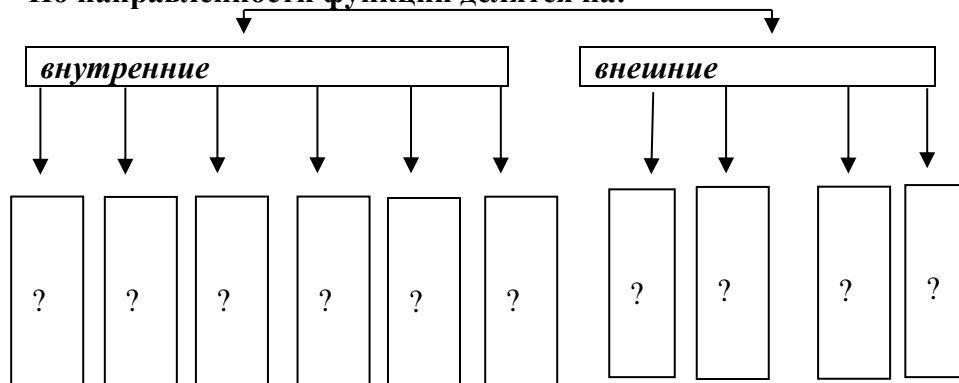 По направленности функции делятся на:
внутренние внешние
? ? ? ? ? ? ? ? ? ?